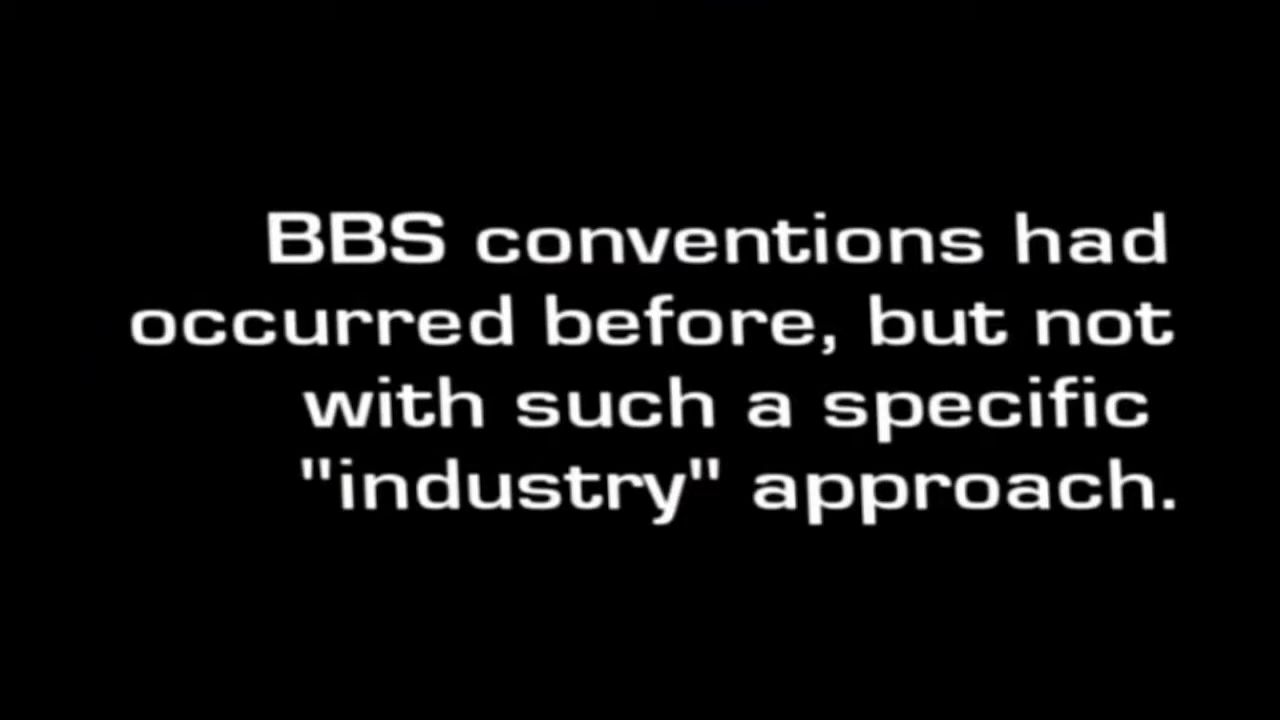 BBS conventions had
occurred before, but not
with such a specific
"industry" approach.